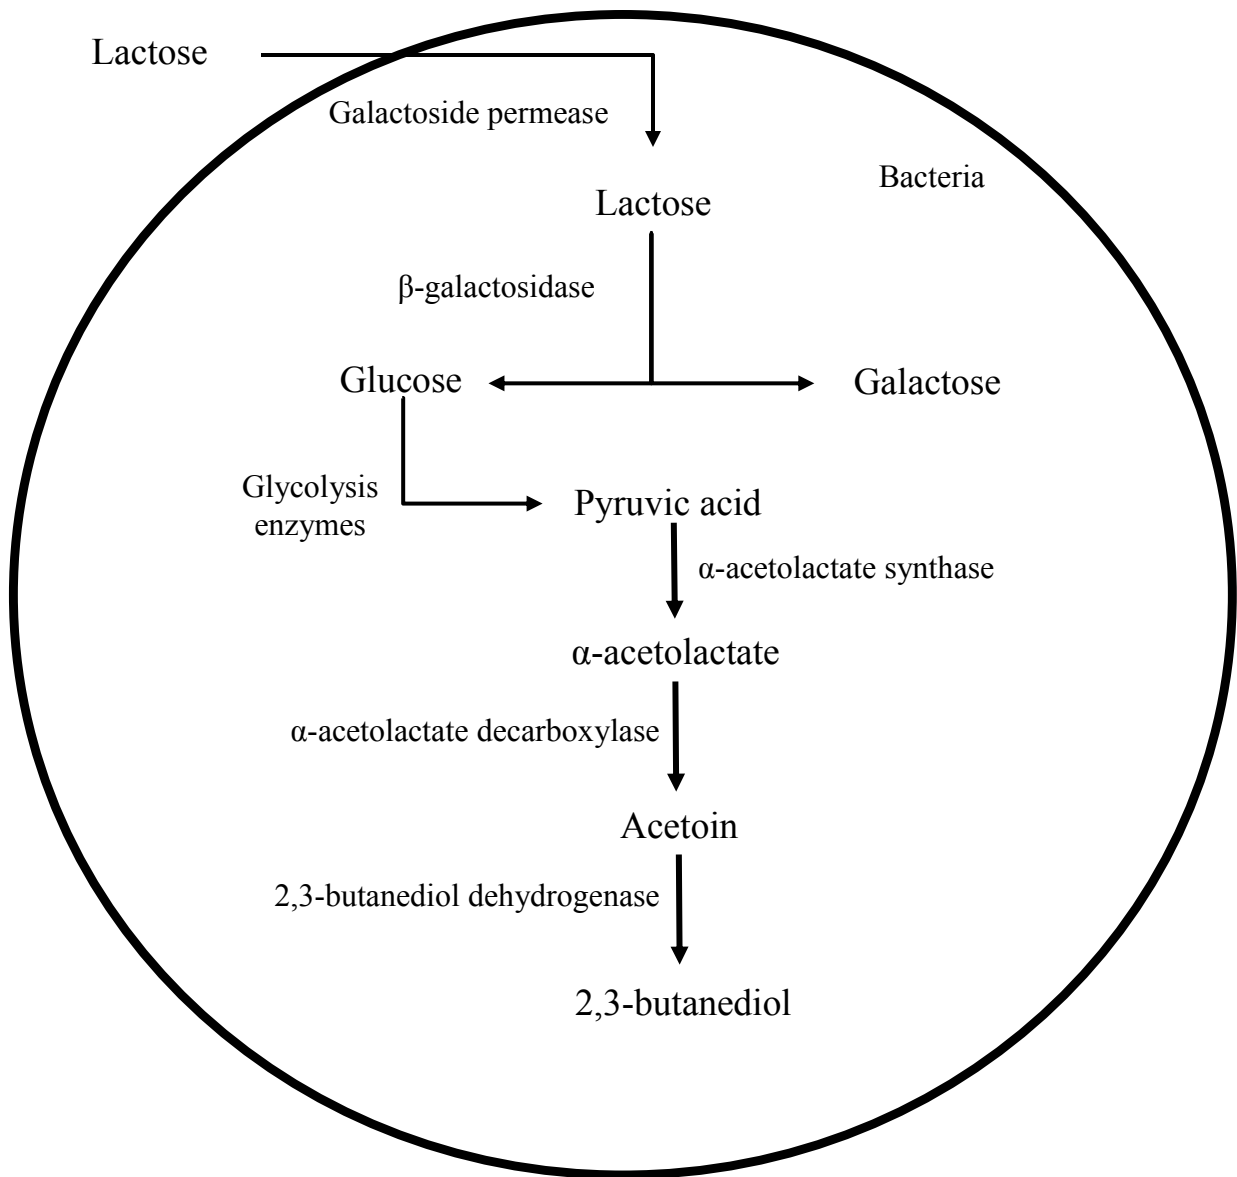 Lactose
Galactoside permease
Bacteria
Lactose
β-galactosidase
Glucose
Galactose
Glycolysis
enzymes
Pyruvic acid
α-acetolactate synthase
α-acetolactate
α-acetolactate decarboxylase
Acetoin
2,3-butanediol dehydrogenase
2,3-butanediol